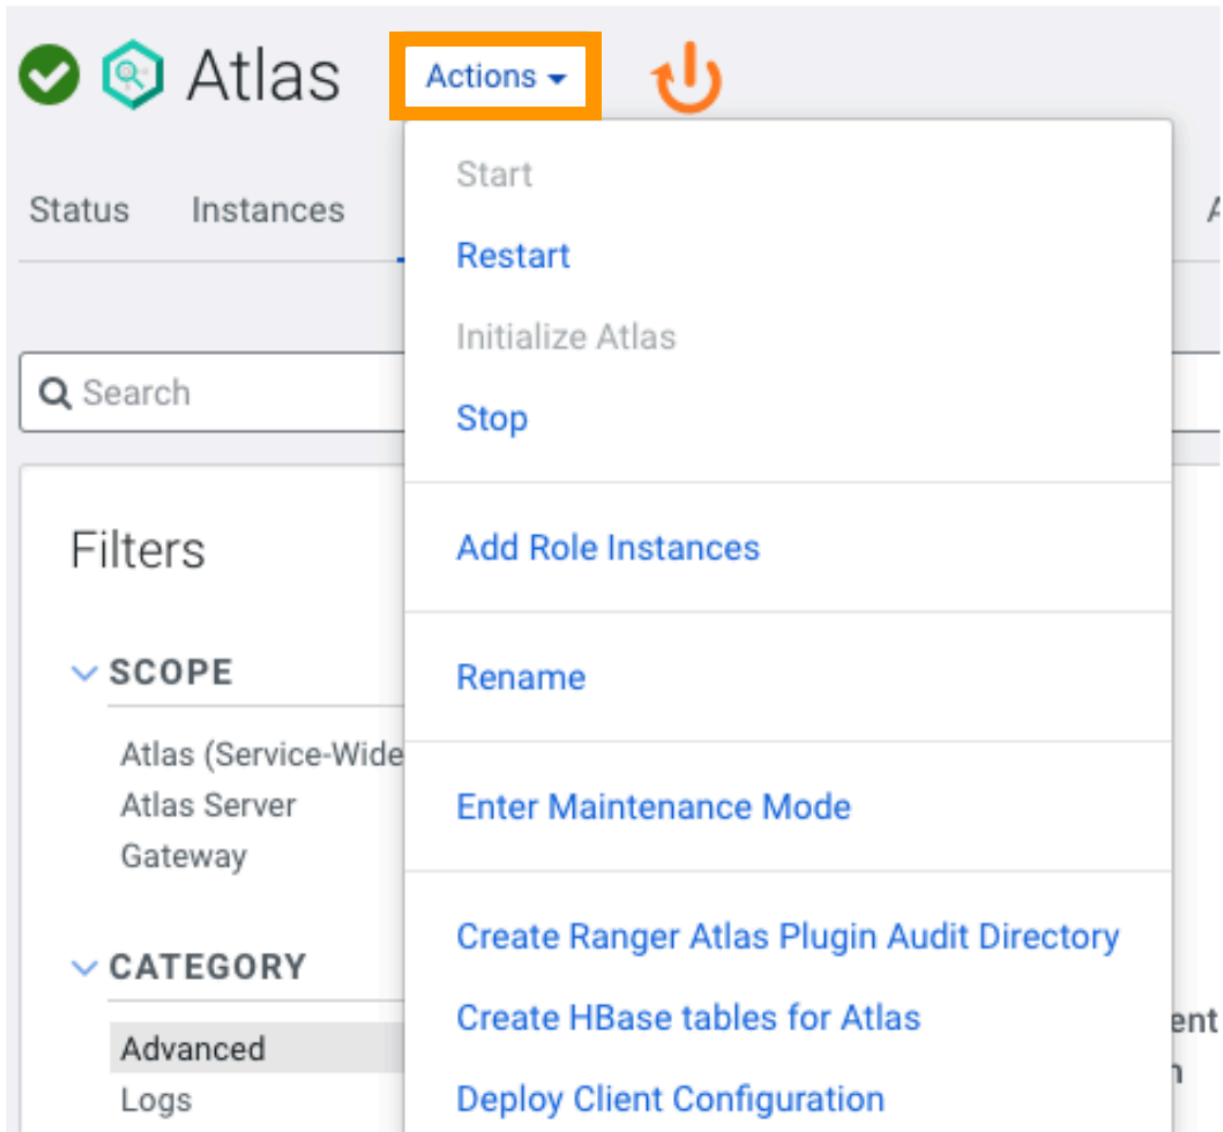 Atlas
Actions
Status
Instances
Search
Filters
SCOPE
Atlas (Service-Wide
Atlas Server
Gateway
CATEGORY
Advanced
Logs
Start
Restart
Initialize Atlas
Stop
Add Role Instances
Rename
Enter Maintenance Mode
Create Ranger Atlas Plugin Audit Directory
Create HBase tables for Atlas
Deploy Client Configuration